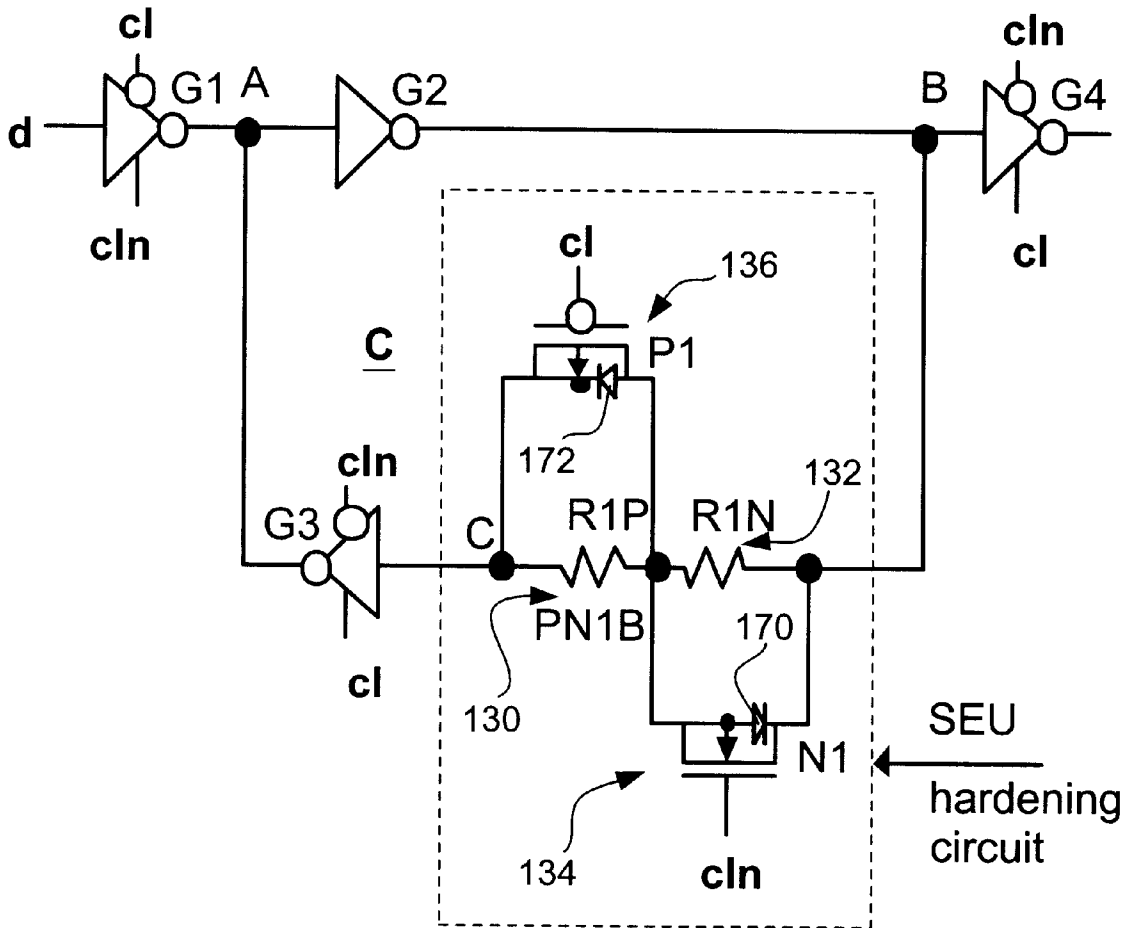 cl
cln
G1
A
G2
B
G4
d
cln
cl
cl
136
P1
C
172
cln
132
G3
C
R1P
R1N
PN1B
170
cl
130
N1
SEU
hardening
circuit
134
cln